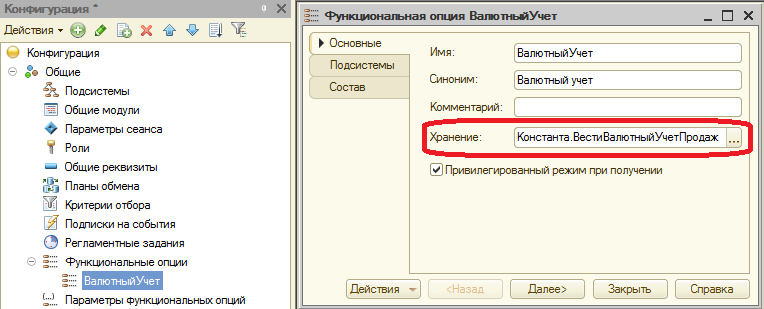 Конфигурация *
Действия
Конфигурация
Общие
Подсистемы
Общие модули
Параметры сеанса
Роли
Общие реквизиты
Планы обмена
Критерии отбора
Подписки на события
Регламентные задания
Функциональные опции
ВалютныйУчет
Параметры функциональных опций
Функциональная опция ВалютныйУчет
Основные
Подсистемы
Состав
Имя: ВалютныйУчет
Синоним: Валютный учет
Комментарий:
Хранение: Константа.ВестиВалютныйУчетПродаж ...
Привилегированный режим при получении
Действия <Назад Далее> Закрыть Справка